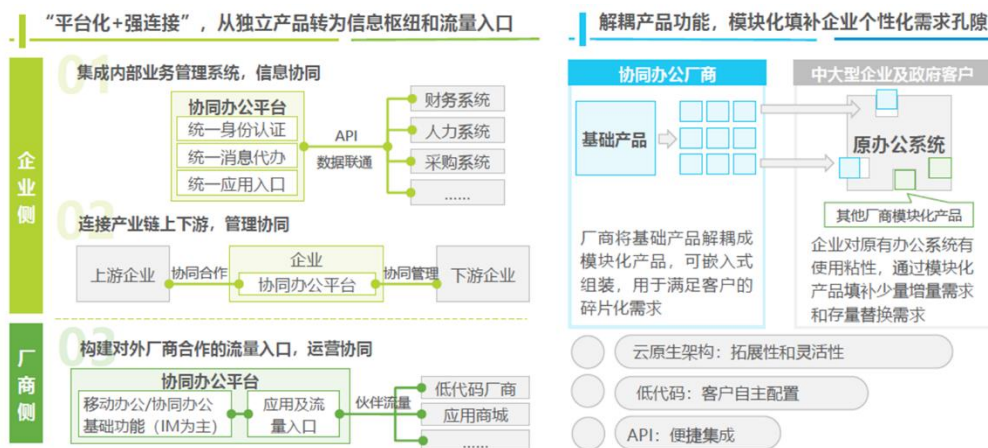 “平台化+强连接”，从独立产品转为信息枢纽和流量入口
企业侧
01
集成内部业务管理系统，信息协同
协同办公平台
统一身份认证
统一消息代办
统一应用入口
API
数据联通
财务系统
人力系统
采购系统
......
02
连接产业链上下游，管理协同
上游企业
协同合作
企业
协同办公平台
协同管理
下游企业
厂商侧
03
构建对外厂商合作的流量入口，运营协同
协同办公平台
移动办公/协同办公
基础功能（IM为主）
应用及流
量入口
伙伴流量
低代码厂商
应用商城
......
解耦产品功能，模块化填补企业个性化需求孔隙
协同办公厂商
基础产品
厂商将基础产品解耦成
模块化产品，可嵌入式
组装，用于满足客户的
碎片化需求
中大型企业及政府客户
原办公系统
其他厂商模块化产品
企业对原有办公系统有
使用粘性，通过模块化
产品填补少量增量需求
和存量替换需求
云原生架构：拓展性和灵活性
低代码：客户自主配置
API：便捷集成